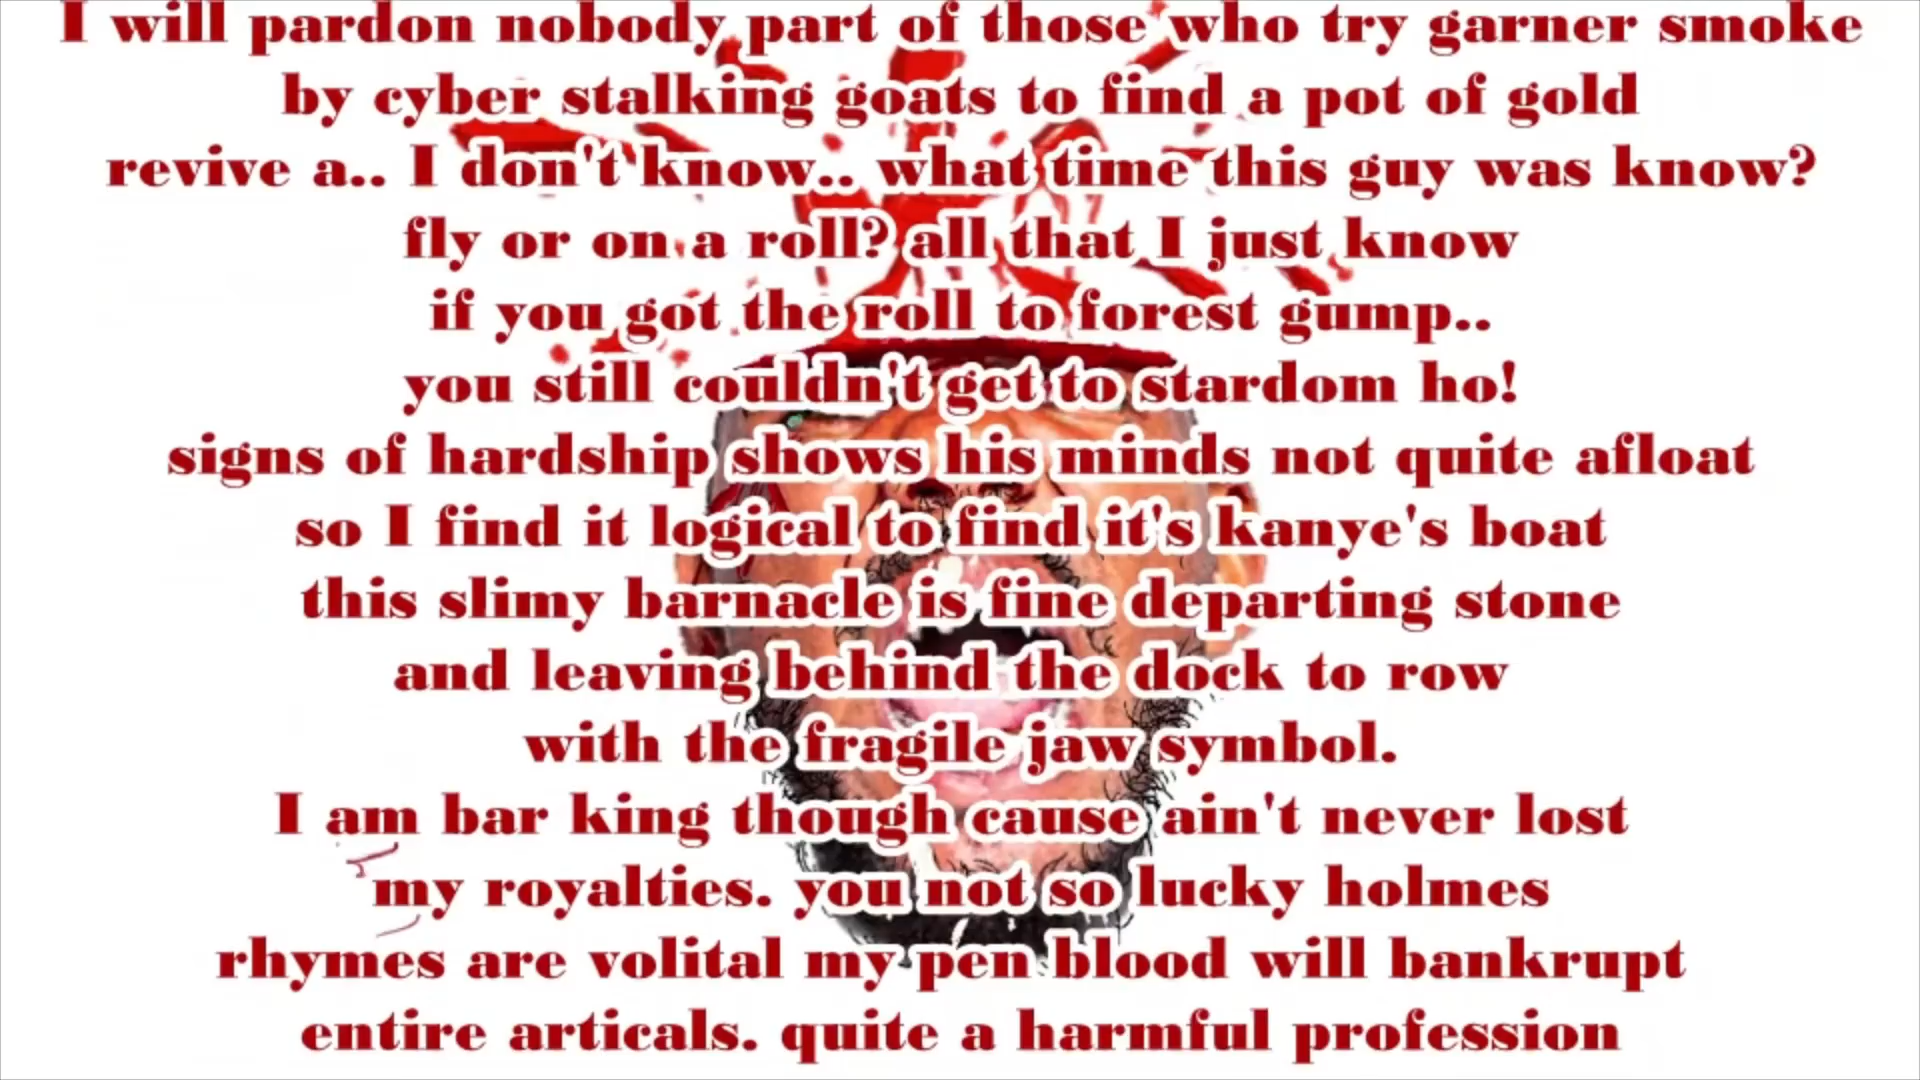 I will pardon nobody part of those who try garner smoke
by cyber stalking goats to find a pot of gold
revive a.. I don't know.. what time this guy was know?
fly or on a roll? all that I just know
if you got the roll to forest gump..
you still couldn't get to stardom ho!
signs of hardship shows his minds not quite afloat
so I find it logical to find it's kanye's boat
this slimy barnacle is fine departing stone
and leaving behind the dock to row
with the fragile jaw symbol.
I am bar king though cause ain't never lost
my royalties. you not so lucky holmes
rhymes are volital my pen blood will bankrupt
entire articals. quite a harmful profession